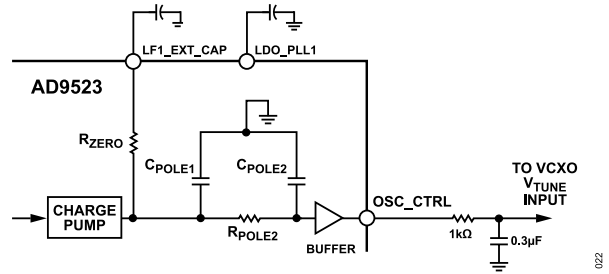 LF1_EXT_CAP
LDO_PLL1
AD9523
RZERO
CPOLE1
CPOLE2
TO VCXO
VTUNE
INPUT
OSC_CTRL
CHARGE
PUMP
RPOLE2
BUFFER
1kΩ
0.3µF
022